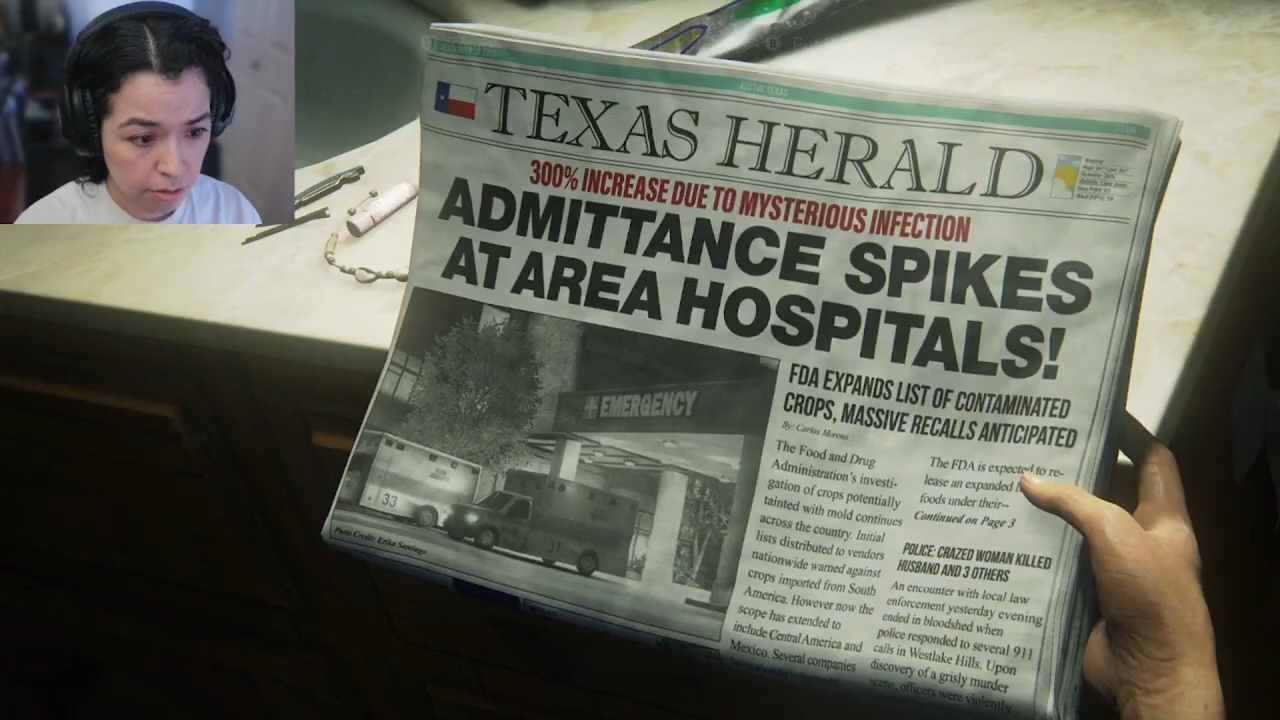 AUSTIN, TEXAS
TEXAS HERALD
300% INCREASE DUE TO MYSTERIOUS INFECTION
ADMITTANCE SPIKES
AT AREA HOSPITALS!
EMERGENCY
33
31
Photo Credit: Erika Santiago
FDA EXPANDS LIST OF CONTAMINATED
CROPS, MASSIVE RECALLS ANTICIPATED
By: Carlos Moreno
The Food and Drug
Administration's investi-
gation of crops potentially
tainted with mold continues
across the country. Initial
lists distributed to vendors
nationwide warned against
crops imported from South
America. However now the
scope has extended to
include Central America and
Mexico. Several companies
The FDA is expected to re-
lease an expanded
foods under their--
Continued on Page 3
POLICE: CRAZED WOMAN KILLED
HUSBAND AND 3 OTHERS
An encounter with local law
enforcement yesterday evening
ended in bloodshed when
police responded to several 911
calls in Westlake Hills. Upon
discovery of a grisly murder
scene, officers were violently